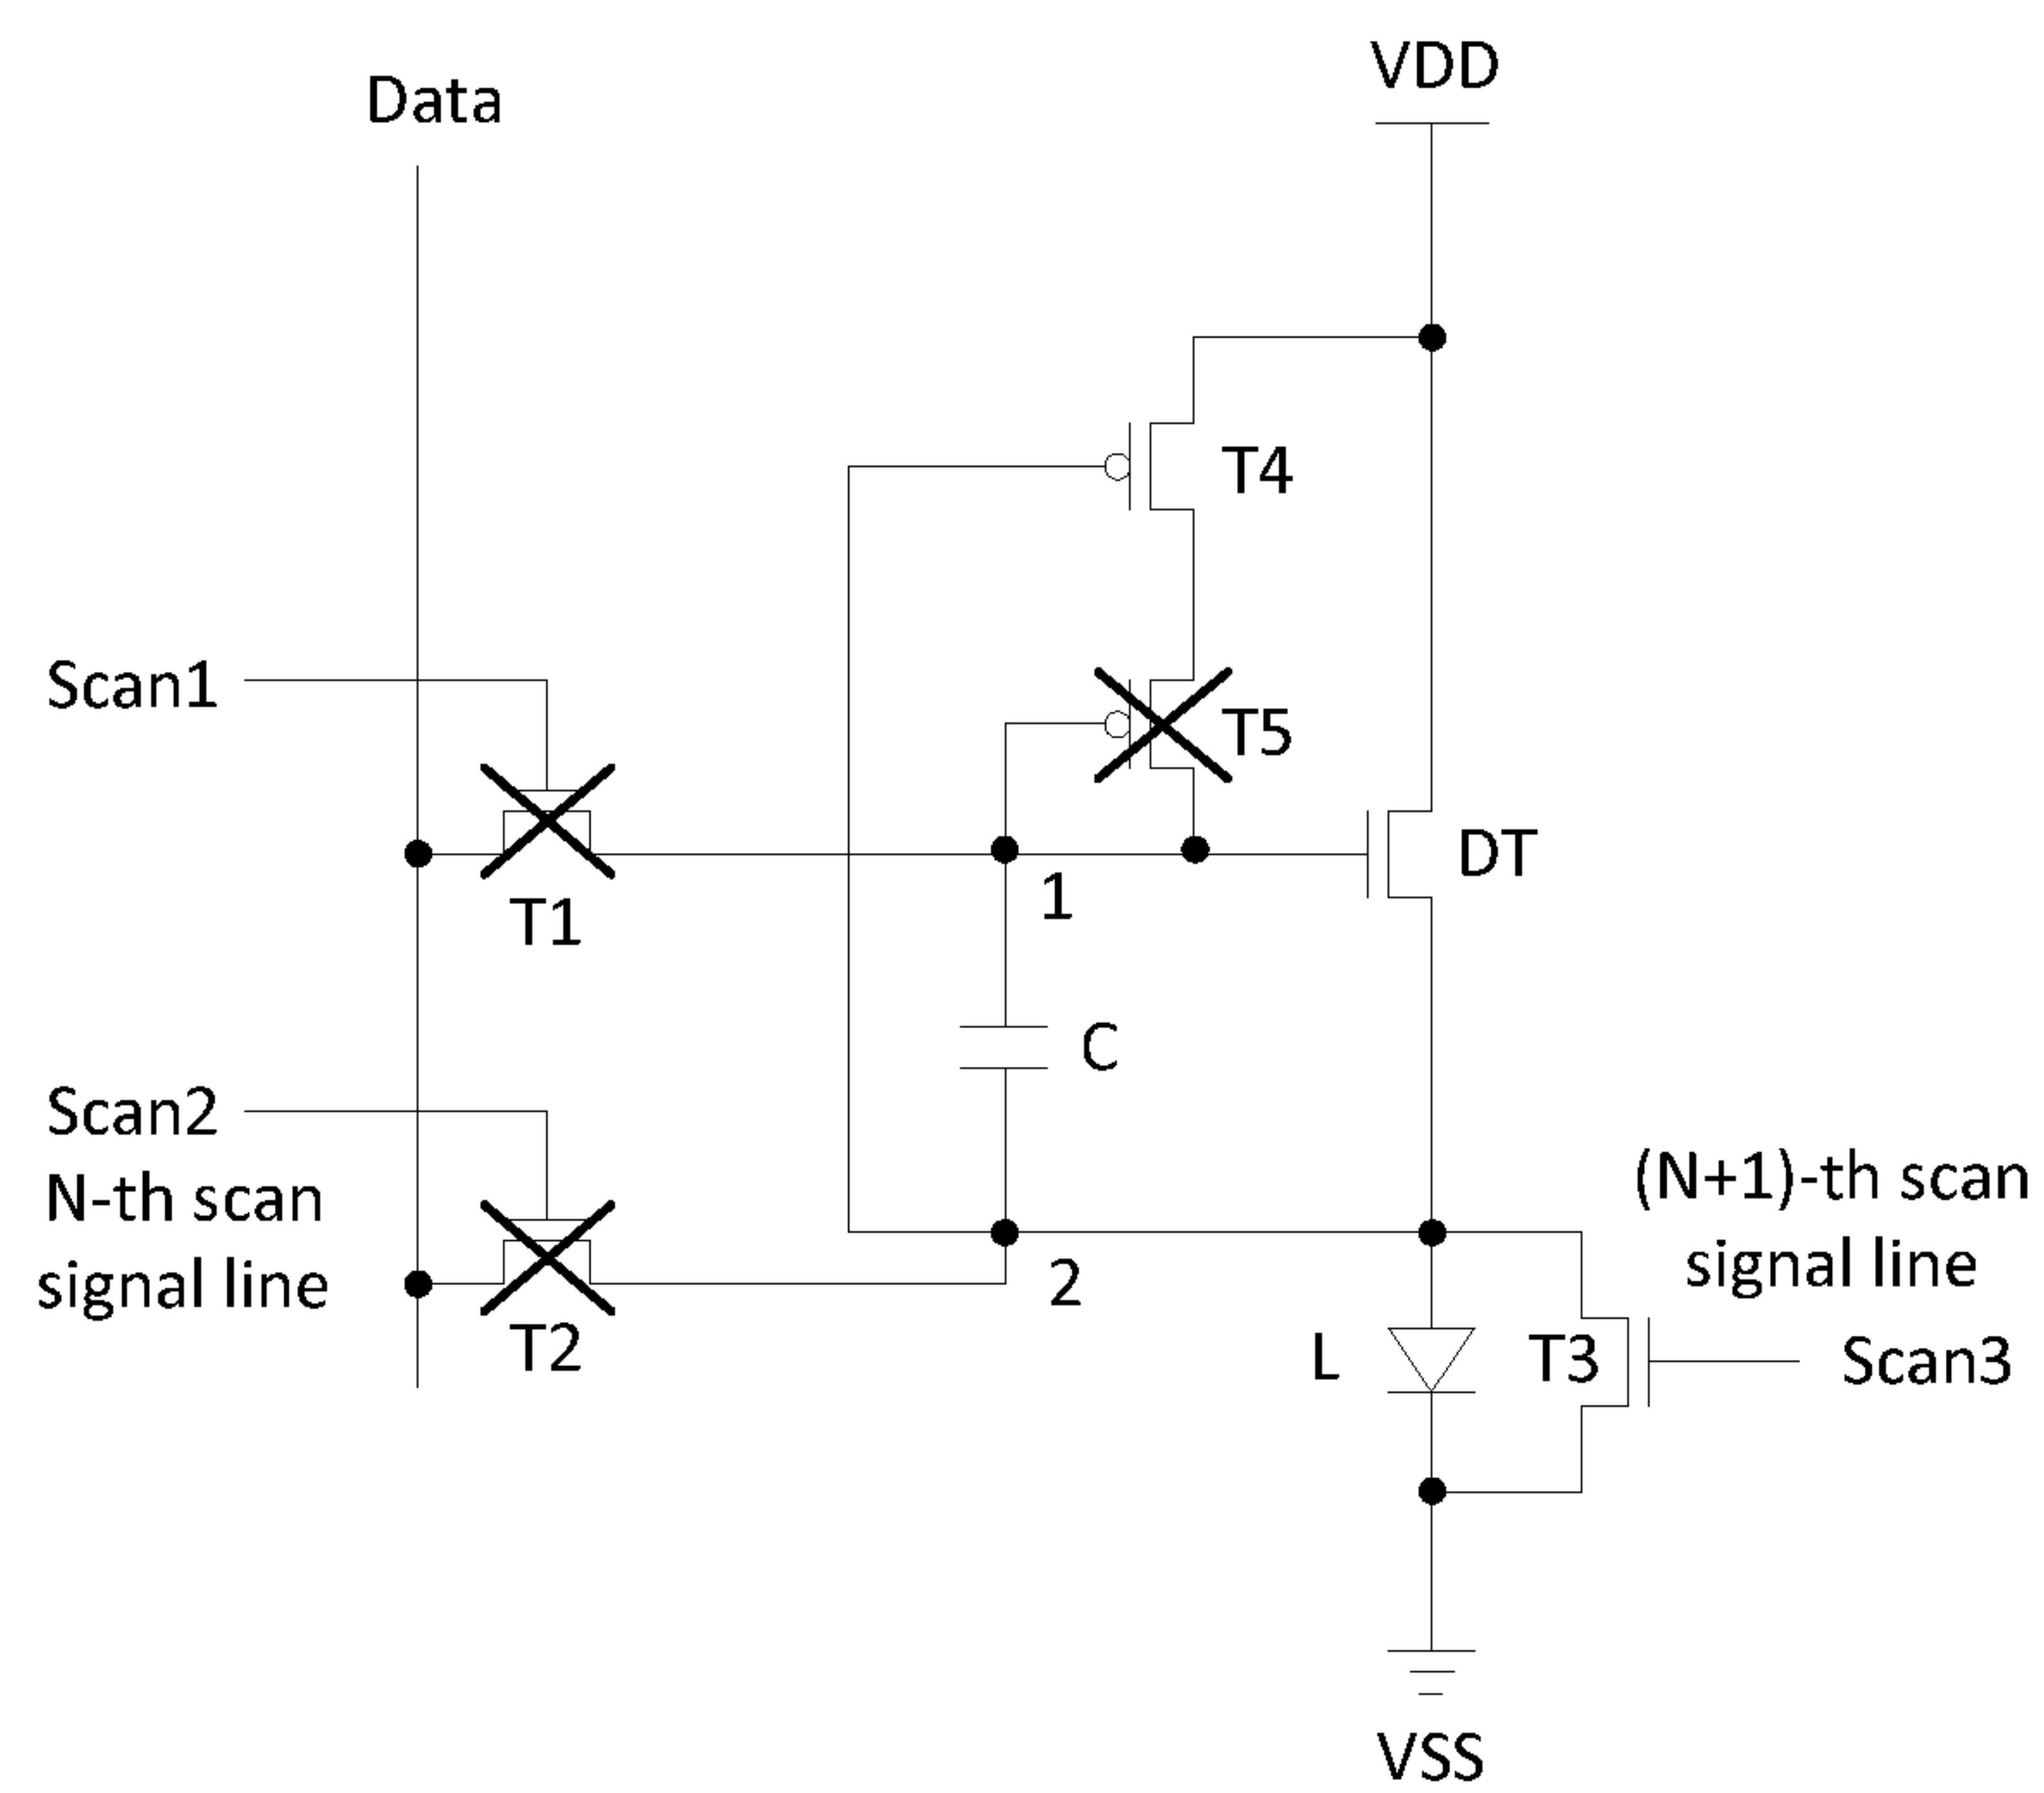 VDD
Data
T4
Scan1
T5
DT
1
T1
C
Scan2
N-th scan
signal line
(N+1)-th scan
signal line
2
T2
L
T3
Scan3
VSS